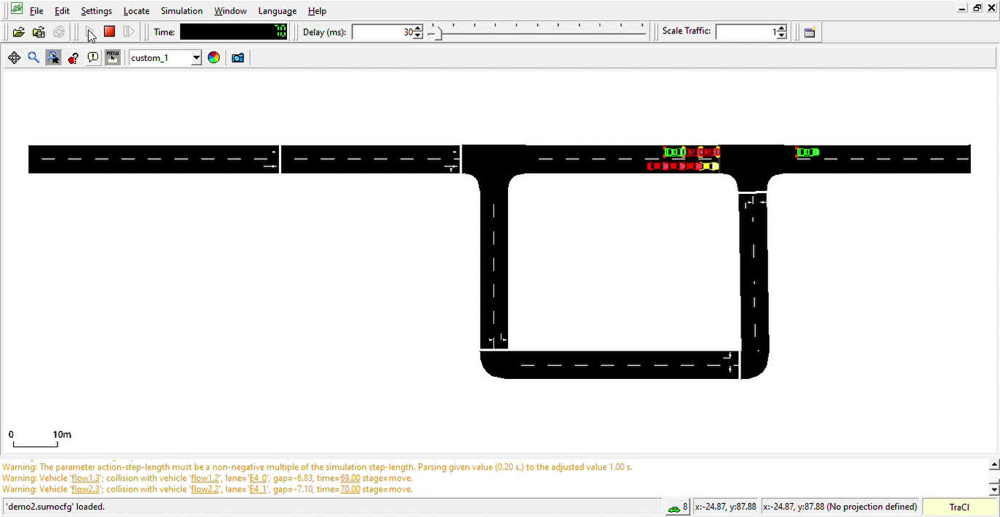 File Edit Settings Locate Simulation Window Language Help
Time: 70 Delay (ms): 30 Scale Traffic: 1
MENU custom_1
0 10m
Warning: The parameter action-step-length must be a non-negative multiple of the simulation step-length. Parsing given value (0.20 s.) to the adjusted value 1.00 s.
Warning: Vehicle 'flow1.3'; collision with vehicle 'flow1.2', lane='E4_0', gap=-6.83, time=69.00 stage=move.
Warning: Vehicle 'flow2.3'; collision with vehicle 'flow2.2', lane='E4_1', gap=-7.10, time=70.00 stage=move.
'demo2.sumocfg' loaded. 8 x:-24.87, y:87.88 x:-24.87, y:87.88 (No projection defined) TraCI